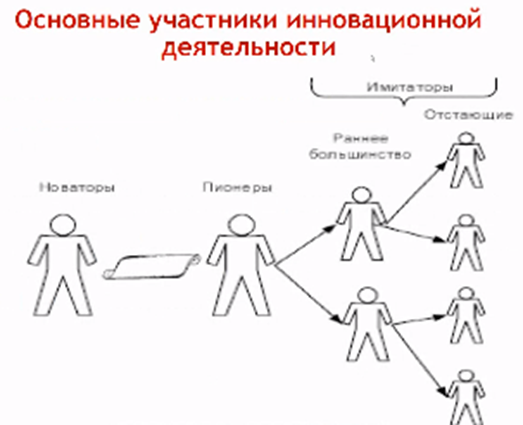 Основные участники инновационной
деятельности
Имитаторы
Отстающие
Раннее
большинство
Новаторы
Пионеры